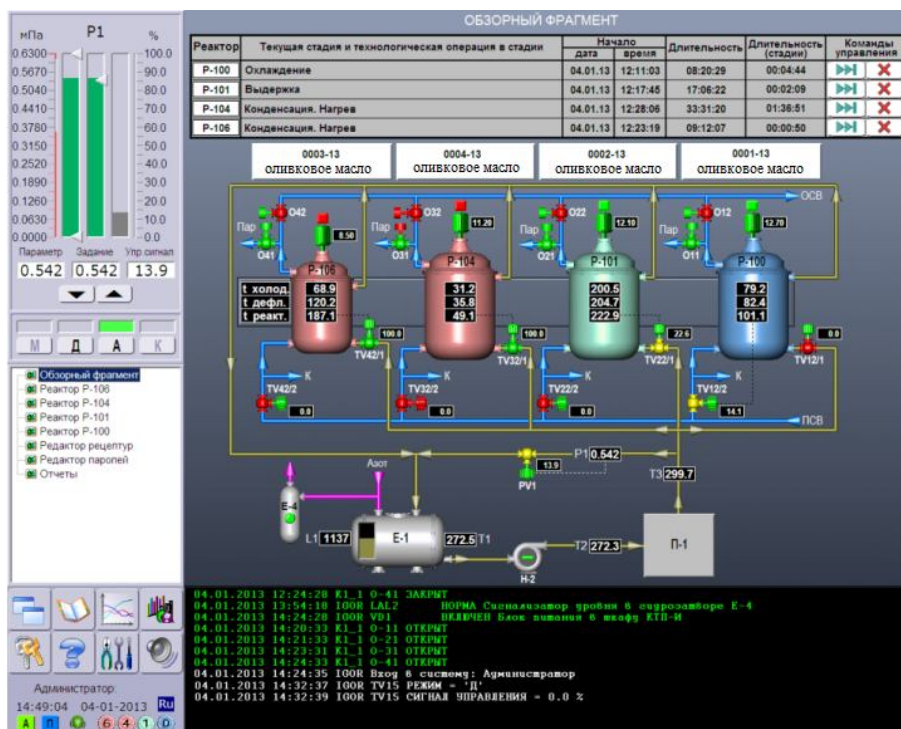 ОБЗОРНЫЙ ФРАГМЕНТ
мПа P1 %
0.6300 100.0
0.5670 90.0
0.5040 80.0
0.4410 70.0
0.3780 60.0
0.3150 50.0
0.2520 40.0
0.1890 30.0
0.1260 20.0
0.0630 10.0
0.0000 0.0
Параметр Задание Упр.сигнал
0.542 0.542 13.9
М Д А К
Обзорный фрагмент
Реактор Р-106
Реактор Р-104
Реактор Р-101
Реактор Р-100
Редактор рецептур
Редактор паролей
Отчеты
Администратор
14:49:04 04-01-2013 Ru
А П 6 4 1 0
Реактор Текущая стадия и технологическая операция в стадии Начало Длительность Длительность (стадии) Команды управления
дата время
Р-100 Охлаждение 04.01.13 12:11:03 08:20:29 00:04:44
Р-101 Выдержка 04.01.13 12:17:45 17:06:22 00:02:09
Р-104 Конденсация. Нагрев 04.01.13 12:28:06 33:31:20 01:36:51
Р-106 Конденсация. Нагрев 04.01.13 12:23:19 09:12:07 00:00:50
0003-13 0004-13 0002-13 0001-13
оливковое масло оливковое масло оливковое масло оливковое масло
ОСВ
О42 О32 О22 О12
8.50 11.20 12.10 12.70
Пар Пар Пар Пар
О41 О31 О21 О11
Р-106 Р-104 Р-101 Р-100
t холод. 68.9 31.2 200.5 79.2
t дефл. 120.2 35.8 204.7 82.4
t реакт. 187.1 49.1 222.9 101.1
100.0 100.0 22.6 0.0
TV42/1 TV32/1 TV22/1 TV12/1
К К К К
TV42/2 TV32/2 TV22/2 TV12/2
0.0 0.0 0.0 14.1
ПСВ
P1 0.542
13.9
PV1
T3 299.7
Азот
Е-4
L1 1137 Е-1 272.5 T1
Н-2
T2 272.3
П-1
04.01.2013 12:24:28 K1_1 O-41 ЗАКРЫТ
04.01.2013 13:54:18 IGOR LAL2 НОРМА Сигнализатор уровня в гидрозатворе Е-4
04.01.2013 14:24:28 IGOR VD1 ВКЛЮЧЕН Блок питания в шкафу КТП-И
04.01.2013 14:20:33 K1_1 O-11 ОТКРЫТ
04.01.2013 14:21:33 K1_1 O-21 ОТКРЫТ
04.01.2013 14:23:31 K1_1 O-31 ОТКРЫТ
04.01.2013 14:24:33 K1_1 O-41 ОТКРЫТ
04.01.2013 14:24:35 IGOR Вход в систему: Администратор
04.01.2013 14:32:37 IGOR TV15 РЕЖИМ = 'Д'
04.01.2013 14:32:39 IGOR TV15 СИГНАЛ УПРАВЛЕНИЯ = 0.0 %